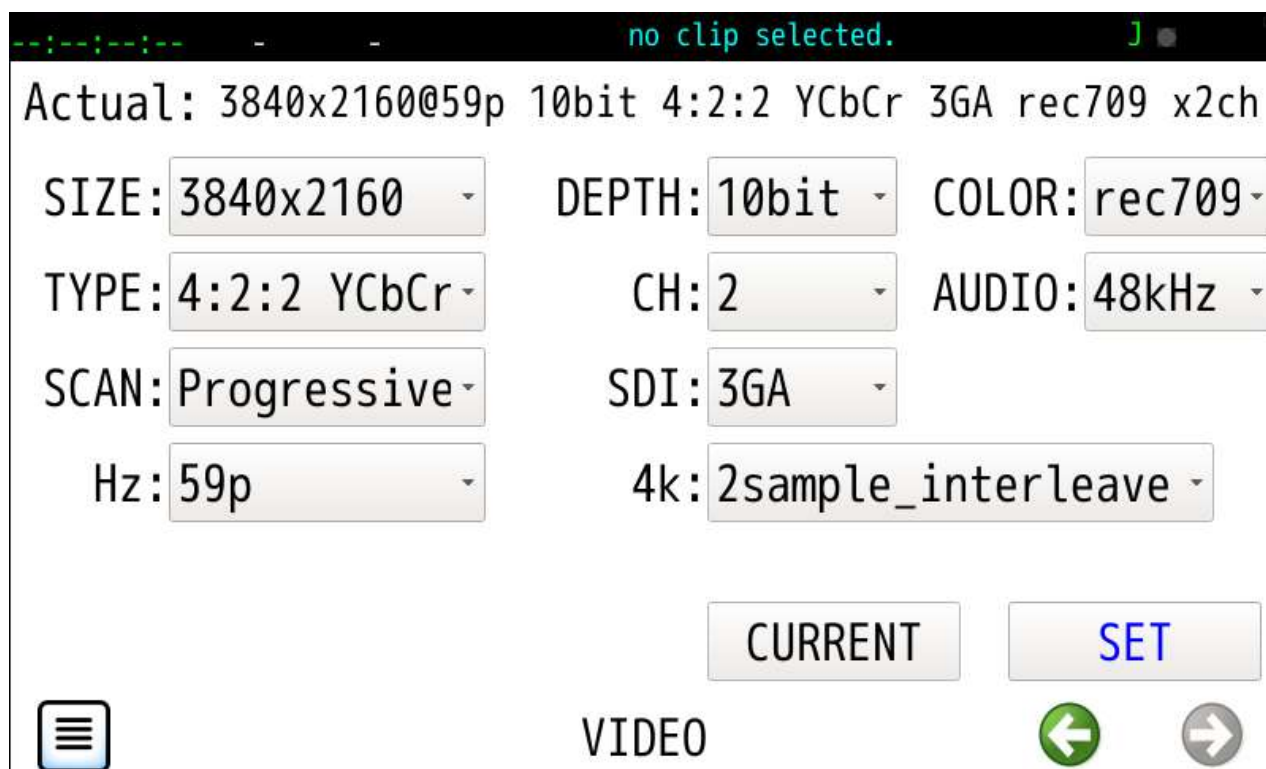 --:--:--:-- - - no clip selected. J
Actual: 3840x2160@59p 10bit 4:2:2 YCbCr 3GA rec709 x2ch
SIZE: 3840x2160 DEPTH: 10bit COLOR: rec709
TYPE: 4:2:2 YCbCr CH: 2 AUDIO: 48kHz
SCAN: Progressive SDI: 3GA
Hz: 59p 4k: 2sample_interleave
CURRENT SET
VIDEO